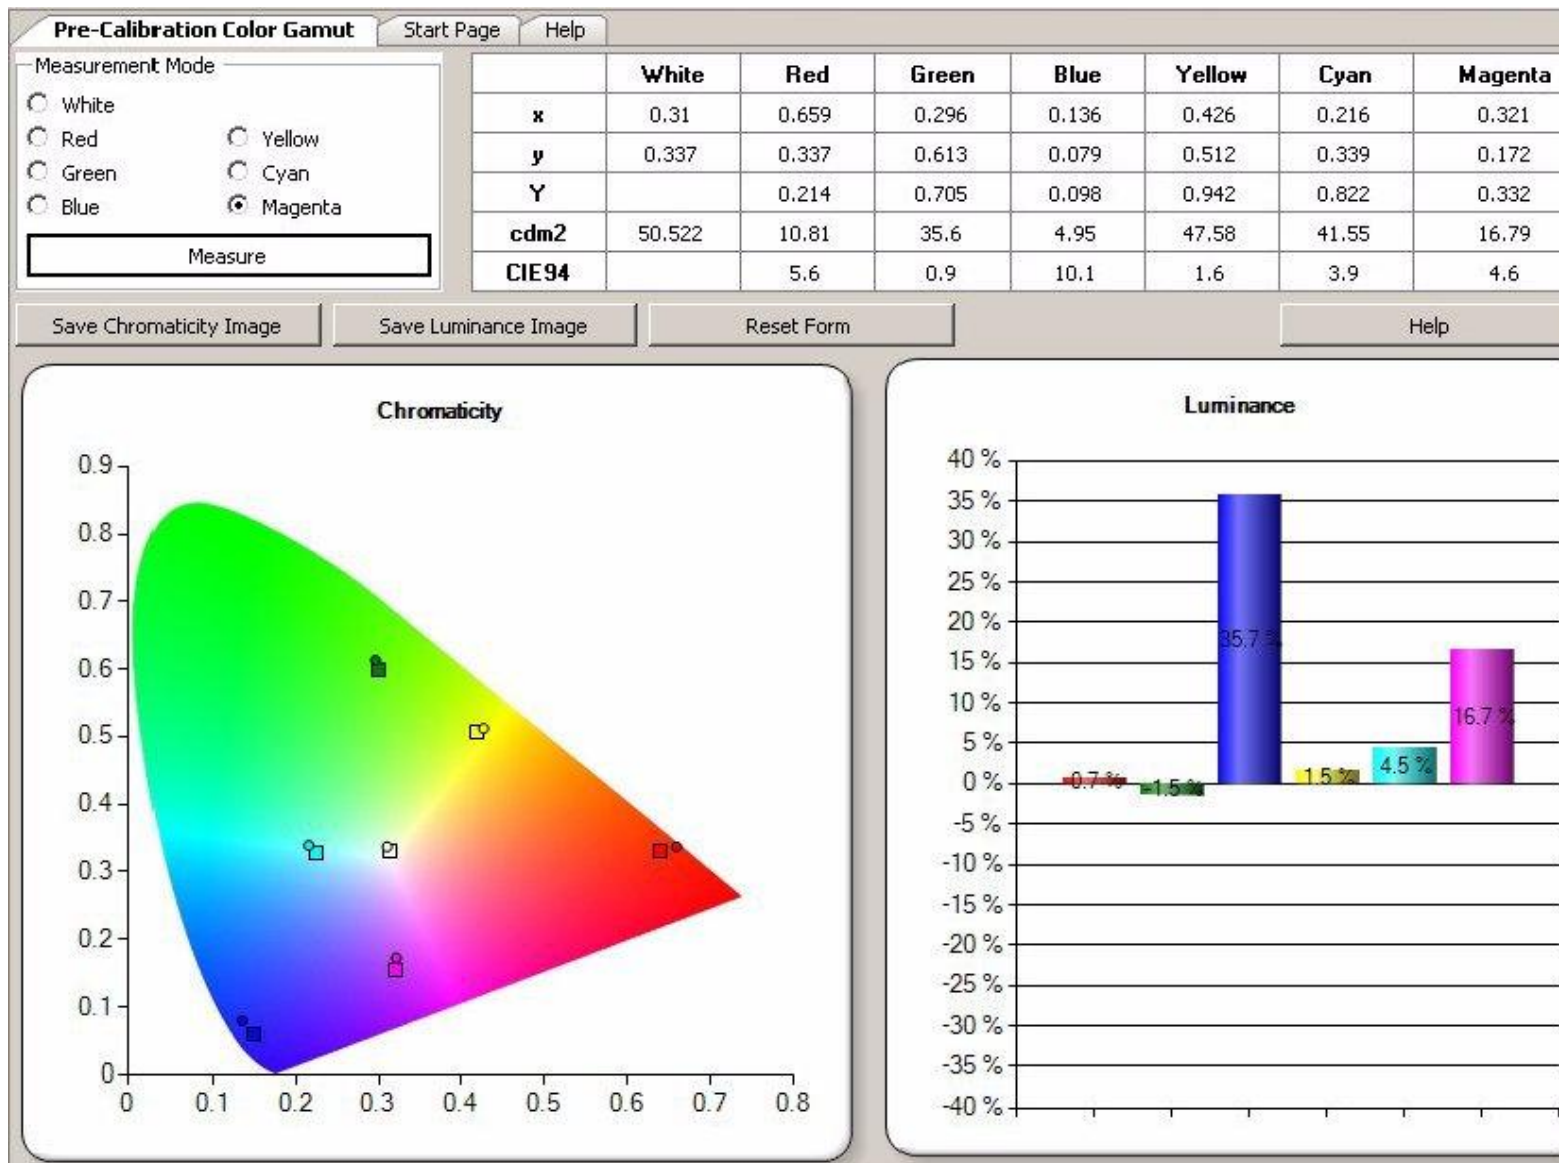 Pre-Calibration Color Gamut Start Page Help
Measurement Mode
White
Red Yellow
Green Cyan
Blue Magenta
Measure
White Red Green Blue Yellow Cyan Magenta
x 0.31 0.659 0.296 0.136 0.426 0.216 0.321
y 0.337 0.337 0.613 0.079 0.512 0.339 0.172
Y 0.214 0.705 0.098 0.942 0.822 0.332
cdm2 50.522 10.81 35.6 4.95 47.58 41.55 16.79
CIE94 5.6 0.9 10.1 1.6 3.9 4.6
Save Chromaticity Image Save Luminance Image Reset Form Help
Chromaticity
0.9
0.8
0.7
0.6
0.5
0.4
0.3
0.2
0.1
0
0 0.1 0.2 0.3 0.4 0.5 0.6 0.7 0.8
Luminance
40 %
35 %
30 %
25 %
20 %
15 %
10 %
5 %
0 %
-5 %
-10 %
-15 %
-20 %
-25 %
-30 %
-35 %
-40 %
0.7 % -1.5 % 35.7 % 1.5 % 4.5 % 16.7 %